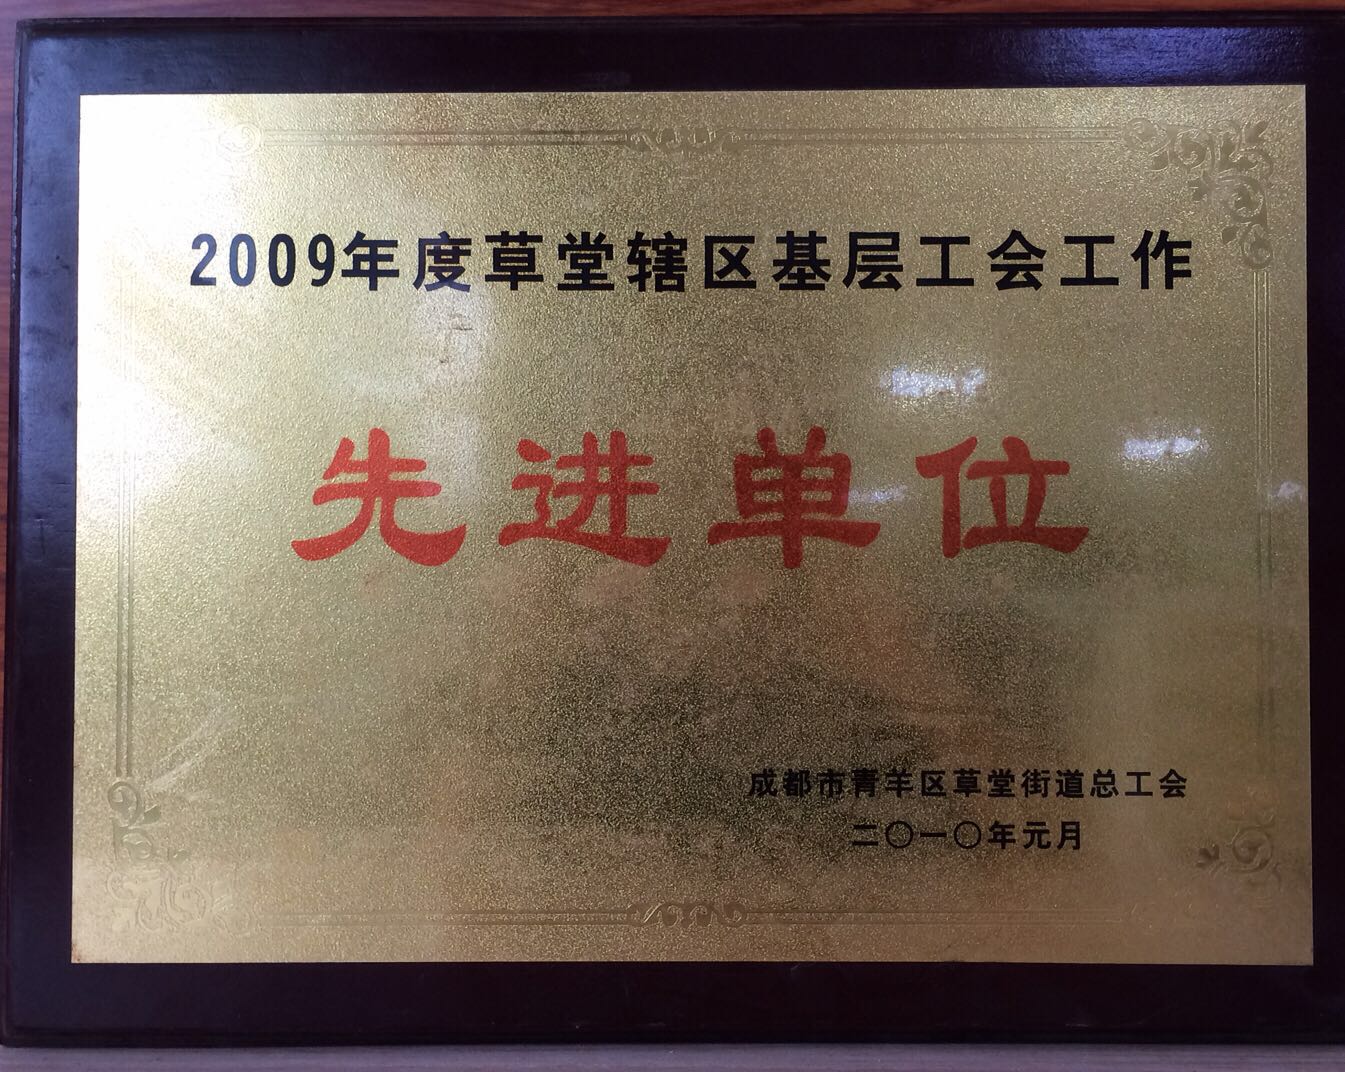 2009年度草堂辖区基层工会工作
先进单位
成都市青羊区草堂街道总工会
二〇一〇年元月